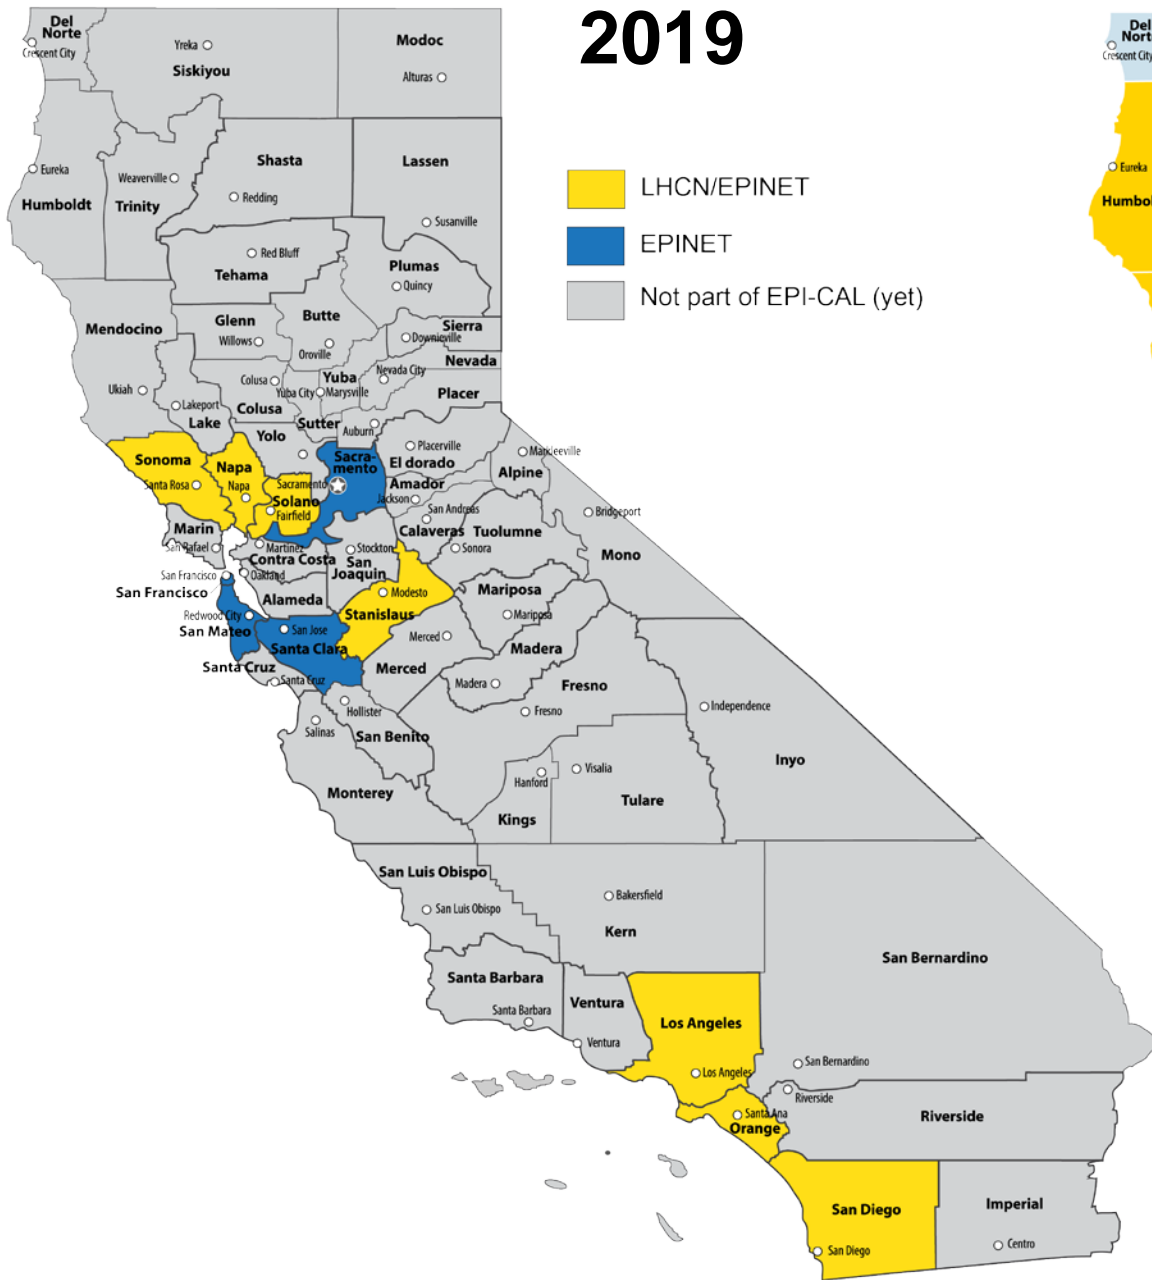 2019
LHCN/EPINET
EPINET
Not part of EPI-CAL (yet)
Del
Norte
Crescent City
Yreka
Siskiyou
Modoc
Alturas
Eureka
Humboldt
Weaverville
Trinity
Shasta
Redding
Lassen
Susanville
Red Bluff
Tehama
Plumas
Quincy
Mendocino
Ukiah
Glenn
Willows
Butte
Oroville
Sierra
Downieville
Nevada
Nevada City
Yuba
Marysville
Yuba City
Colusa
Colusa
Placer
Lakeport
Lake
Sutter
Auburn
Yolo
Sonoma
Santa Rosa
Napa
Napa
Sacra-
mento
Sacramento
Solano
Fairfield
Placerville
El dorado
Amador
Jackson
Markleeville
Alpine
San Andreas
Calaveras
Tuolumne
Sonora
Bridgeport
Mono
Marin
San Rafael
Martinez
Contra Costa
Stockton
San
Joaquin
San Francisco
San Francisco
Oakland
Alameda
Modesto
Stanislaus
Mariposa
Mariposa
Redwood City
San Mateo
San Jose
Santa Clara
Merced
Merced
Madera
Madera
Santa Cruz
Santa Cruz
Hollister
San Benito
Fresno
Fresno
Independence
Inyo
Salinas
Monterey
Hanford
Kings
Visalia
Tulare
San Luis Obispo
San Luis Obispo
Bakersfield
Kern
San Bernardino
San Bernardino
Santa Barbara
Santa Barbara
Ventura
Ventura
Los Angeles
Los Angeles
Santa Ana
Orange
Riverside
Riverside
San Diego
San Diego
Imperial
Centro
Del
Crescent City
Eureka